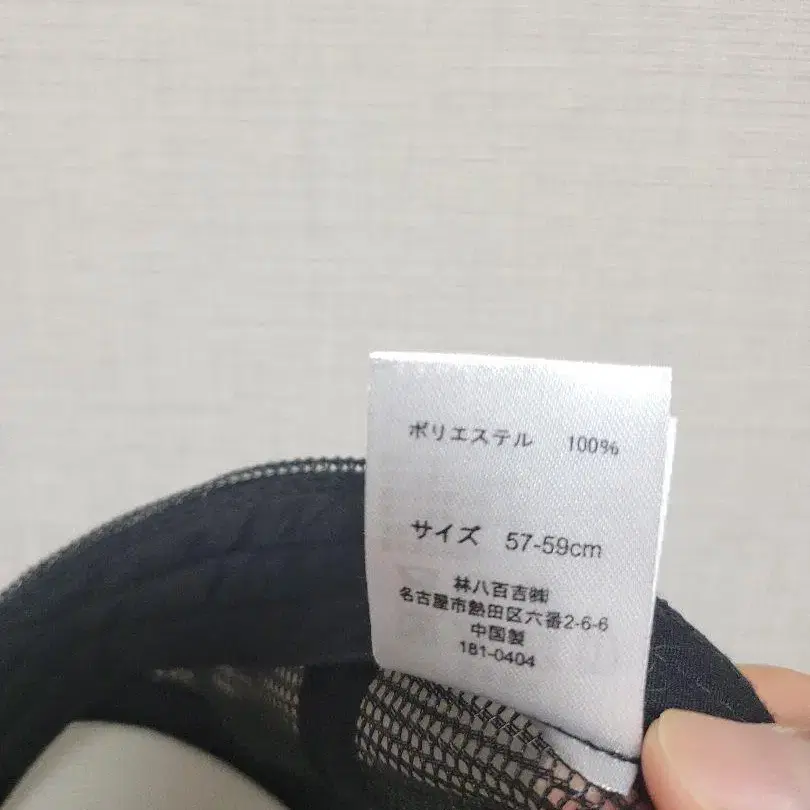 ポリエステル 100%
サイズ 57-59cm
林八百吉㈱
名古屋市熱田区六番2-6-6
中国製
181-0404